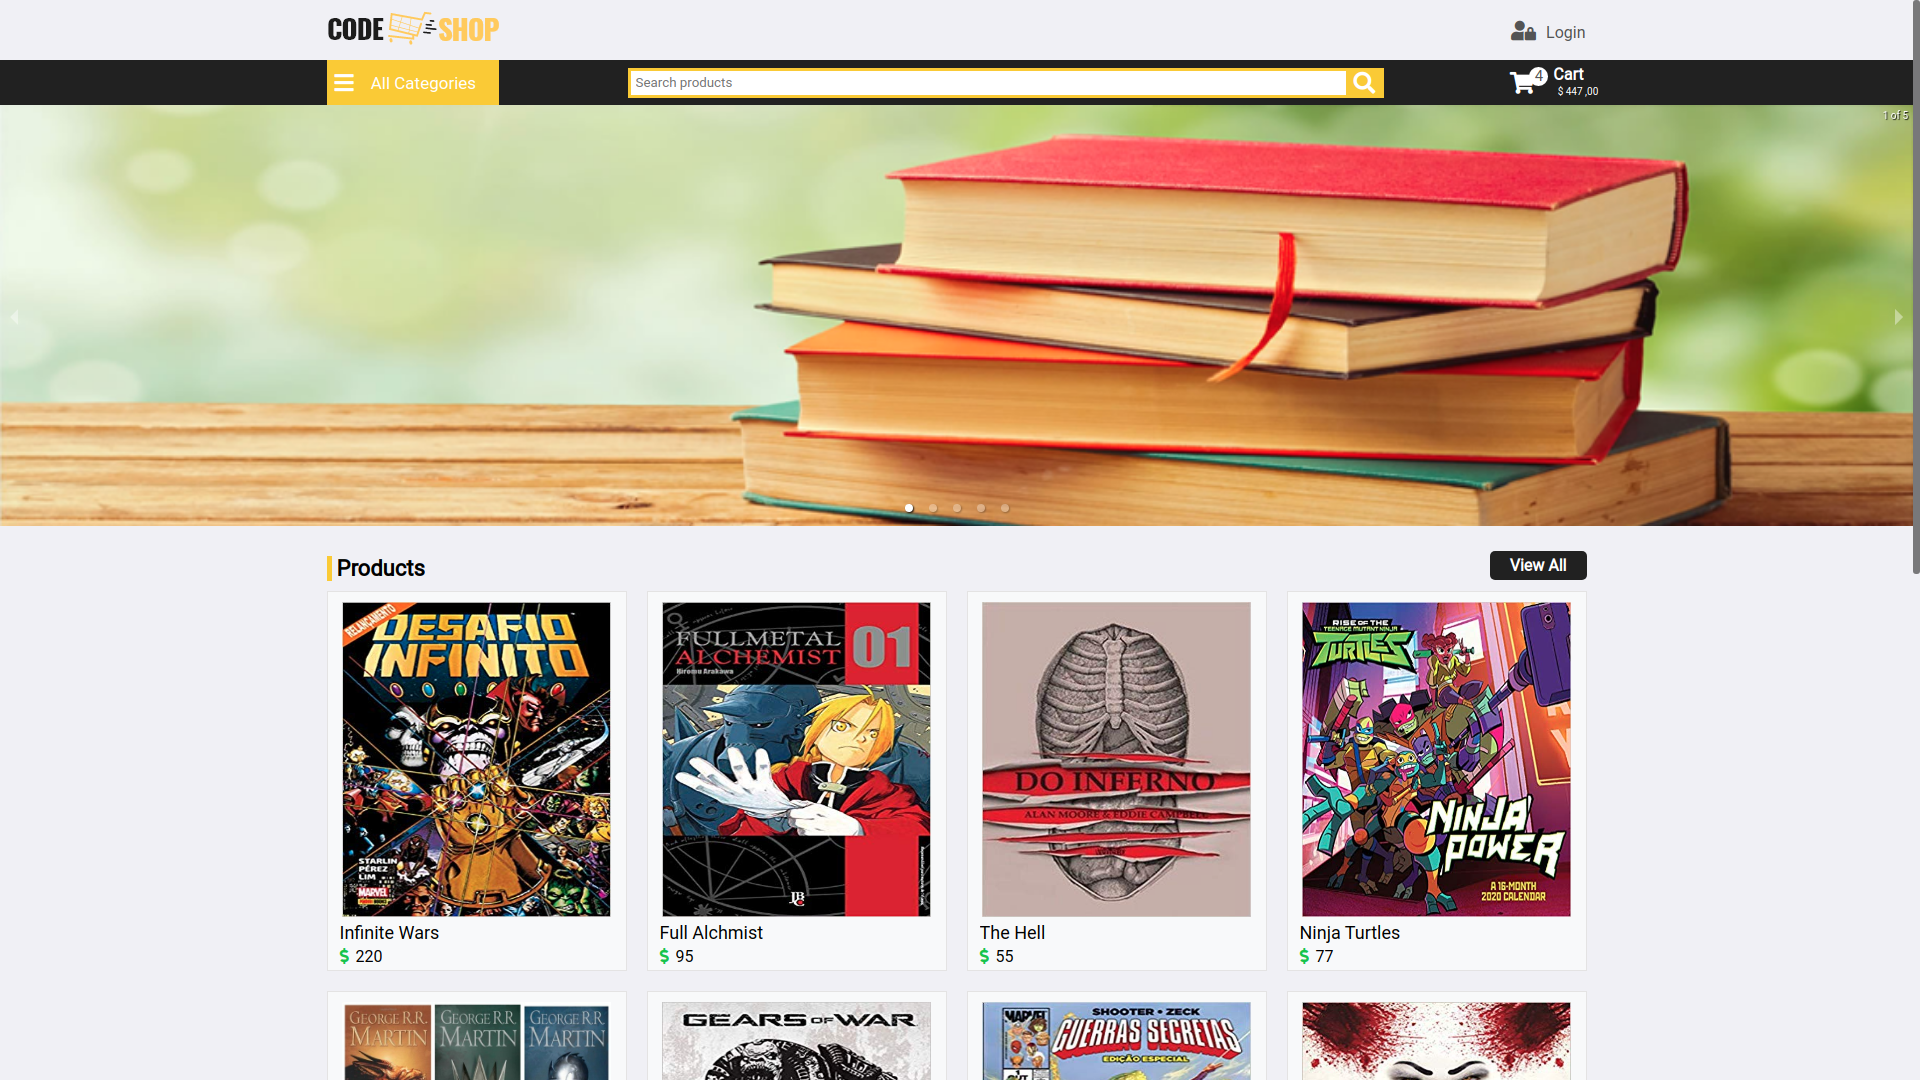 CODE SHOP
Login
All Categories
Search products
4
Cart
$ 447 ,00
1 of 5
Products
View All
RELANÇAMENTO
DESAFIO
INFINITO
STARLIN
PÉREZ
LIM
MARVEL
Infinite Wars
$ 220
FULLMETAL
ALCHEMIST
01
Hiromu Arakawa
JBC
Full Alchmist
$ 95
DO INFERNO
ALAN MOORE & EDDIE CAMPBELL
The Hell
$ 55
RISE OF THE
TEENAGE MUTANT NINJA
TURTLES
NINJA
POWER
A 16-MONTH
2020 CALENDAR
Ninja Turtles
$ 77
GEORGE R.R.
MARTIN
GEORGE R.R.
MARTIN
GEORGE R.R.
MARTIN
GEARS OF WAR
MARVEL
SHOOTER • ZECK
GUERRAS SECRETAS
EDIÇÃO ESPECIAL